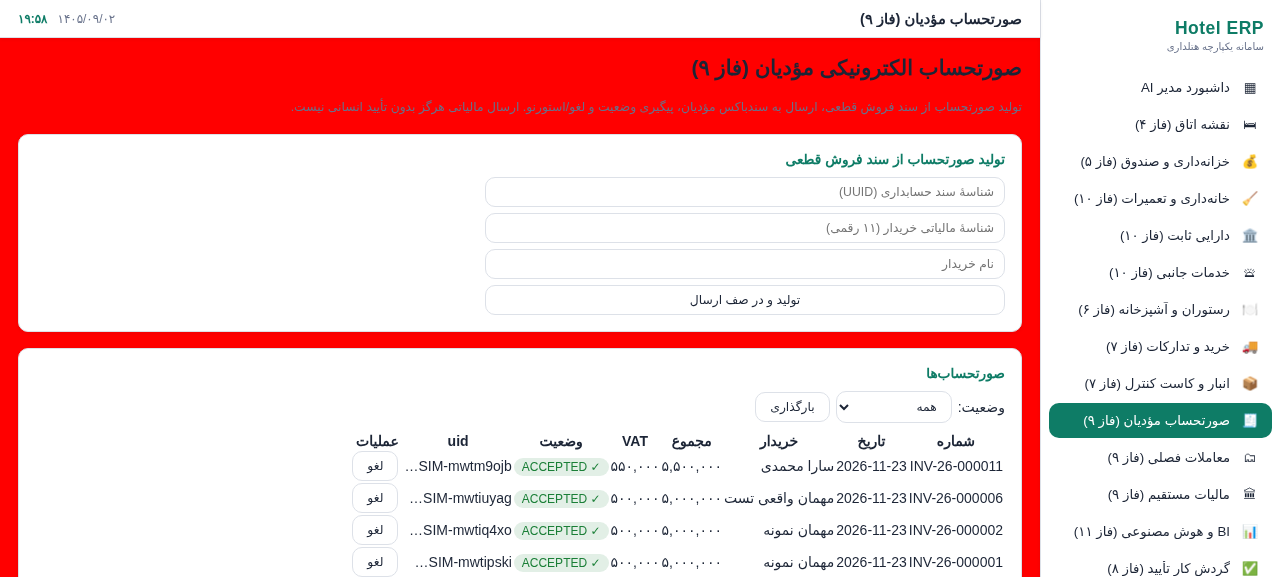 Hotel ERP
سامانه یکپارچه هتلداری
داشبورد مدیر AI
نقشه اتاق (فاز ۴)
خزانه‌داری و صندوق (فاز ۵)
خانه‌داری و تعمیرات (فاز ۱۰)
دارایی ثابت (فاز ۱۰)
خدمات جانبی (فاز ۱۰)
رستوران و آشپزخانه (فاز ۶)
خرید و تدارکات (فاز ۷)
انبار و کاست کنترل (فاز ۷)
صورتحساب مؤدیان (فاز ۹)
معاملات فصلی (فاز ۹)
مالیات مستقیم (فاز ۹)
BI و هوش مصنوعی (فاز ۱۱)
گردش کار تأیید (فاز ۸)
صورتحساب مؤدیان (فاز ۹)
۱۴۰۵/۰۹/۰۲ ۱۹:۵۸
صورتحساب الکترونیکی مؤدیان (فاز ۹)
تولید صورتحساب از سند فروش قطعی، ارسال به سندباکس مؤدیان، پیگیری وضعیت و لغو/استورنو. ارسال مالیاتی هرگز بدون تأیید انسانی نیست.
تولید صورتحساب از سند فروش قطعی
شناسهٔ سند حسابداری (UUID)
شناسهٔ مالیاتی خریدار (۱۱ رقمی)
نام خریدار
تولید و در صف ارسال
صورتحساب‌ها
وضعیت: همه بارگذاری
شماره تاریخ خریدار مجموع VAT وضعیت uid عملیات
INV-26-000011 2026-11-23 سارا محمدی ۵,۵۰۰,۰۰۰ ۵۵۰,۰۰۰ ACCEPTED ✓ SIM-mwtm9ojb… لغو
INV-26-000006 2026-11-23 مهمان واقعی تست ۵,۰۰۰,۰۰۰ ۵۰۰,۰۰۰ ACCEPTED ✓ SIM-mwtiuyag… لغو
INV-26-000002 2026-11-23 مهمان نمونه ۵,۰۰۰,۰۰۰ ۵۰۰,۰۰۰ ACCEPTED ✓ SIM-mwtiq4xo… لغو
INV-26-000001 2026-11-23 مهمان نمونه ۵,۰۰۰,۰۰۰ ۵۰۰,۰۰۰ ACCEPTED ✓ SIM-mwtipski… لغو